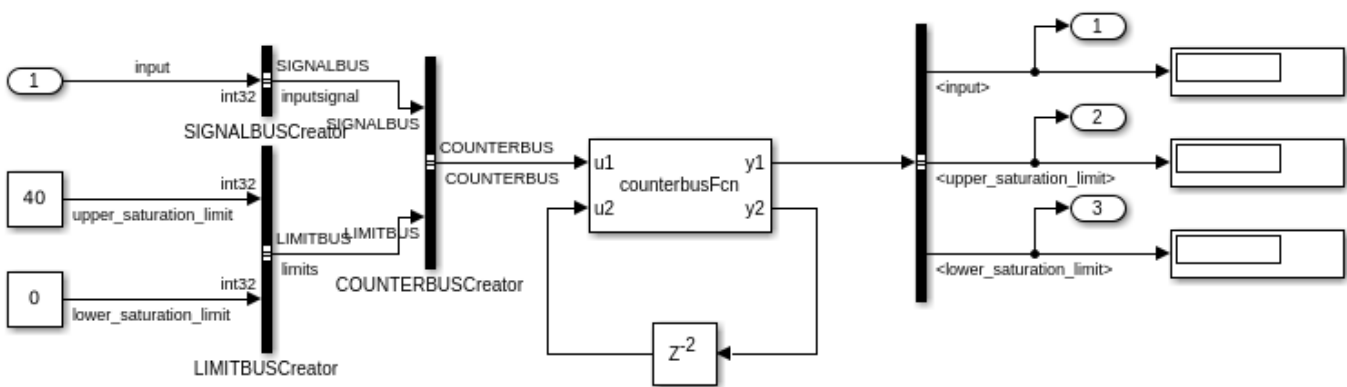 1
input
int32
SIGNALBUS
inputsignal
SIGNALBUSCreator
SIGNALBUS
40
int32
upper_saturation_limit
0
int32
lower_saturation_limit
LIMITBUS
limits
LIMITBUS
LIMITBUSCreator
COUNTERBUS
COUNTERBUS
COUNTERBUSCreator
u1
u2
counterbusFcn
y1
y2
Z-2
1
<input>
2
<upper_saturation_limit>
3
<lower_saturation_limit>